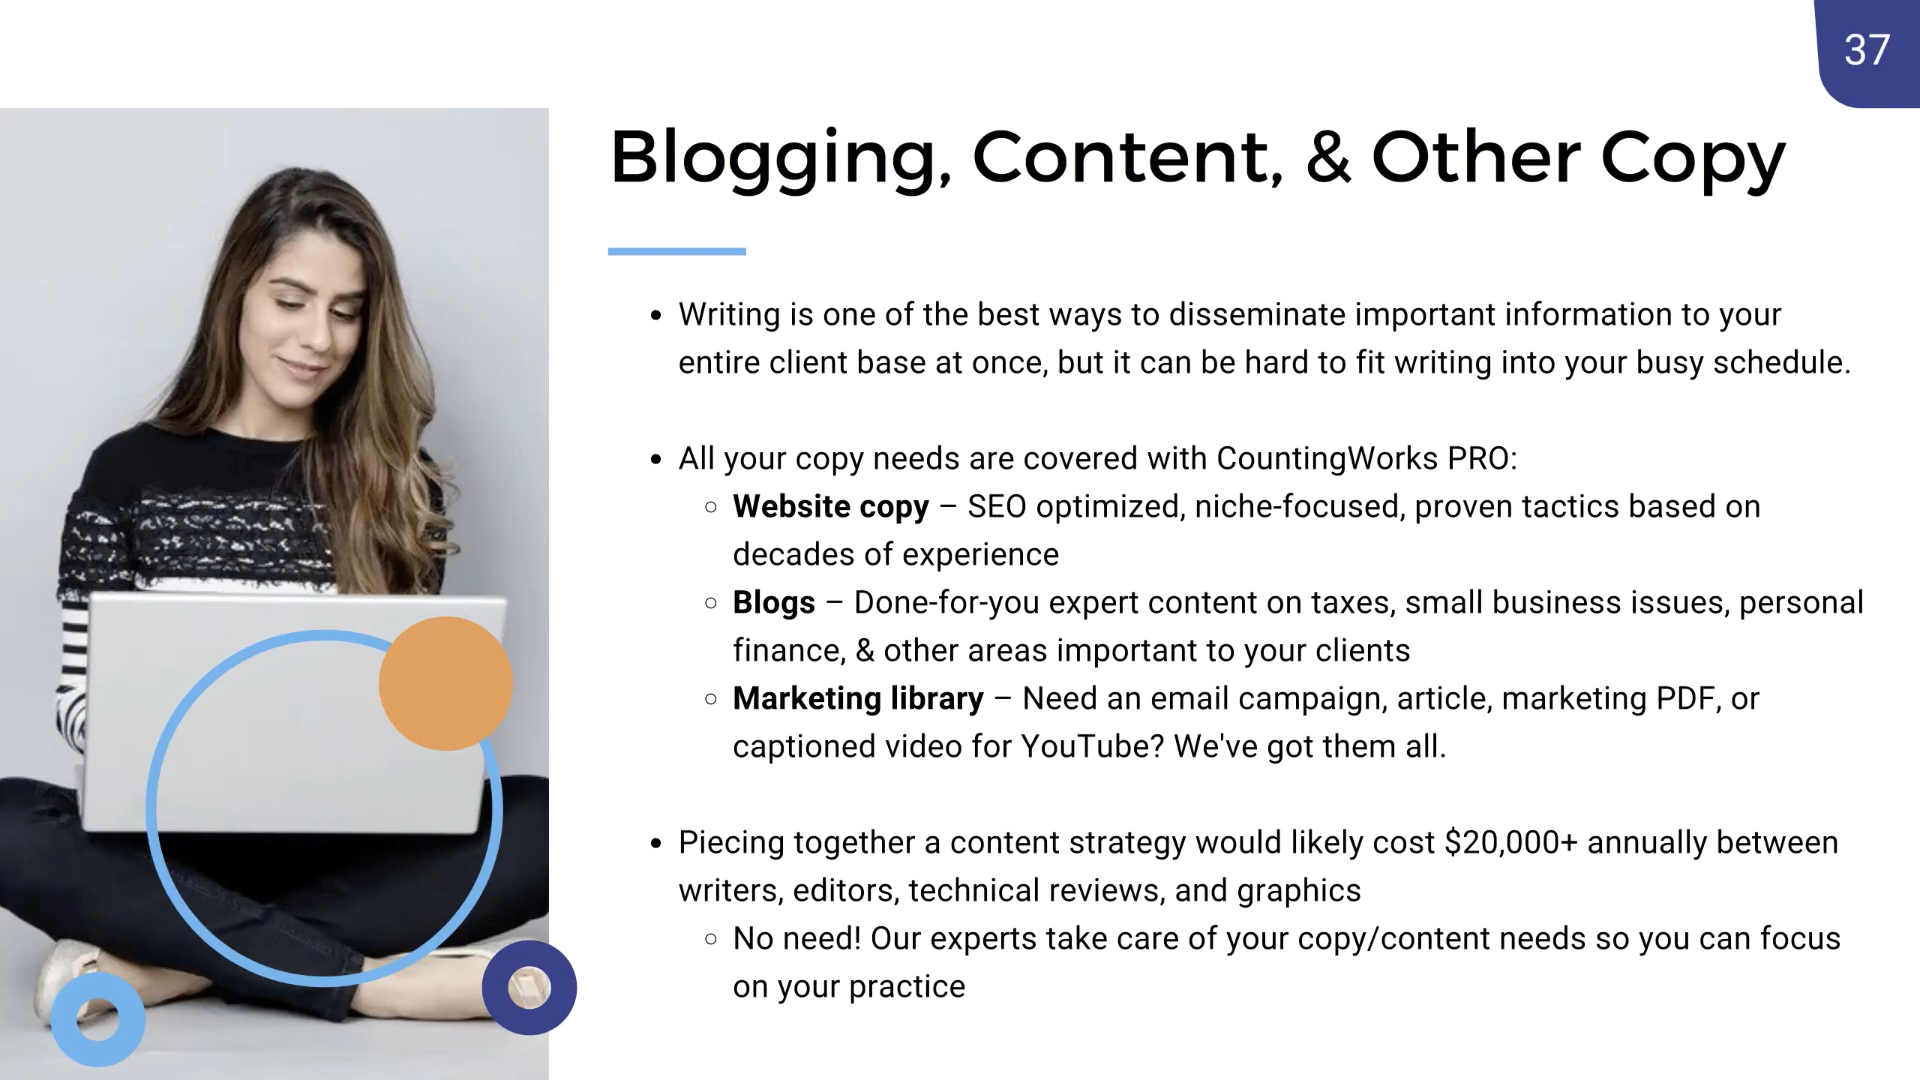 37
Blogging, Content, & Other Copy
• Writing is one of the best ways to disseminate important information to your
entire client base at once, but it can be hard to fit writing into your busy schedule.
• All your copy needs are covered with CountingWorks PRO:
◦ Website copy – SEO optimized, niche-focused, proven tactics based on
decades of experience
◦ Blogs – Done-for-you expert content on taxes, small business issues, personal
finance, & other areas important to your clients
◦ Marketing library – Need an email campaign, article, marketing PDF, or
captioned video for YouTube? We've got them all.
• Piecing together a content strategy would likely cost $20,000+ annually between
writers, editors, technical reviews, and graphics
◦ No need! Our experts take care of your copy/content needs so you can focus
on your practice